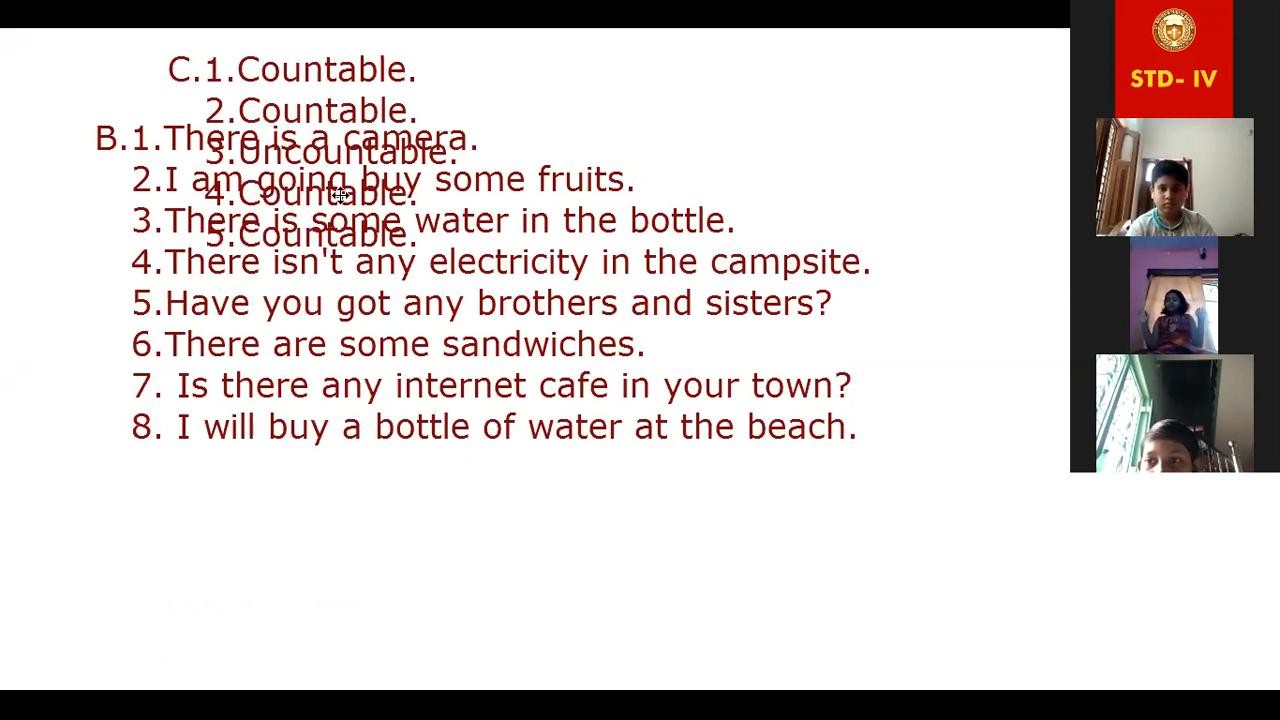 C.1.Countable.
2.Countable.
3.Uncountable.
4.Countable.
5.Countable.
B.1.There is a camera.
2.I am going buy some fruits.
3.There is some water in the bottle.
4.There isn't any electricity in the campsite.
5.Have you got any brothers and sisters?
6.There are some sandwiches.
7. Is there any internet cafe in your town?
8. I will buy a bottle of water at the beach.
STD- IV